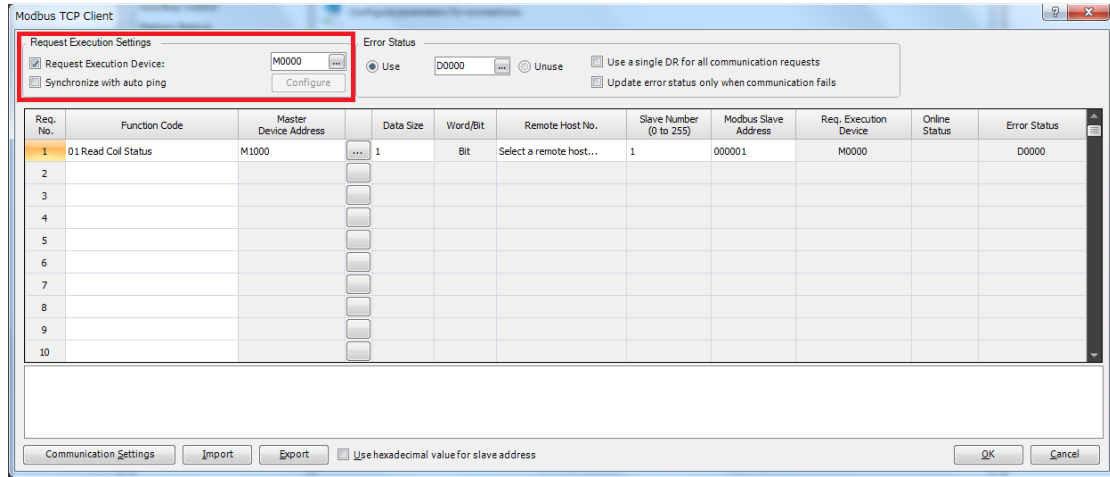 Modbus TCP Client
Configure parameters for connections.
Request Execution Settings
Request Execution Device: M0000 ...
Synchronize with auto ping Configure
Error Status
Use D0000 ... Unuse
Use a single DR for all communication requests
Update error status only when communication fails
Req. No. Function Code Master Device Address Data Size Word/Bit Remote Host No. Slave Number (0 to 255) Modbus Slave Address Req. Execution Device Online Status Error Status
1 01 Read Coil Status M1000 ... 1 Bit Select a remote host... 1 000001 M0000 D0000
2
3
4
5
6
7
8
9
10
Communication Settings Import Export Use hexadecimal value for slave address OK Cancel